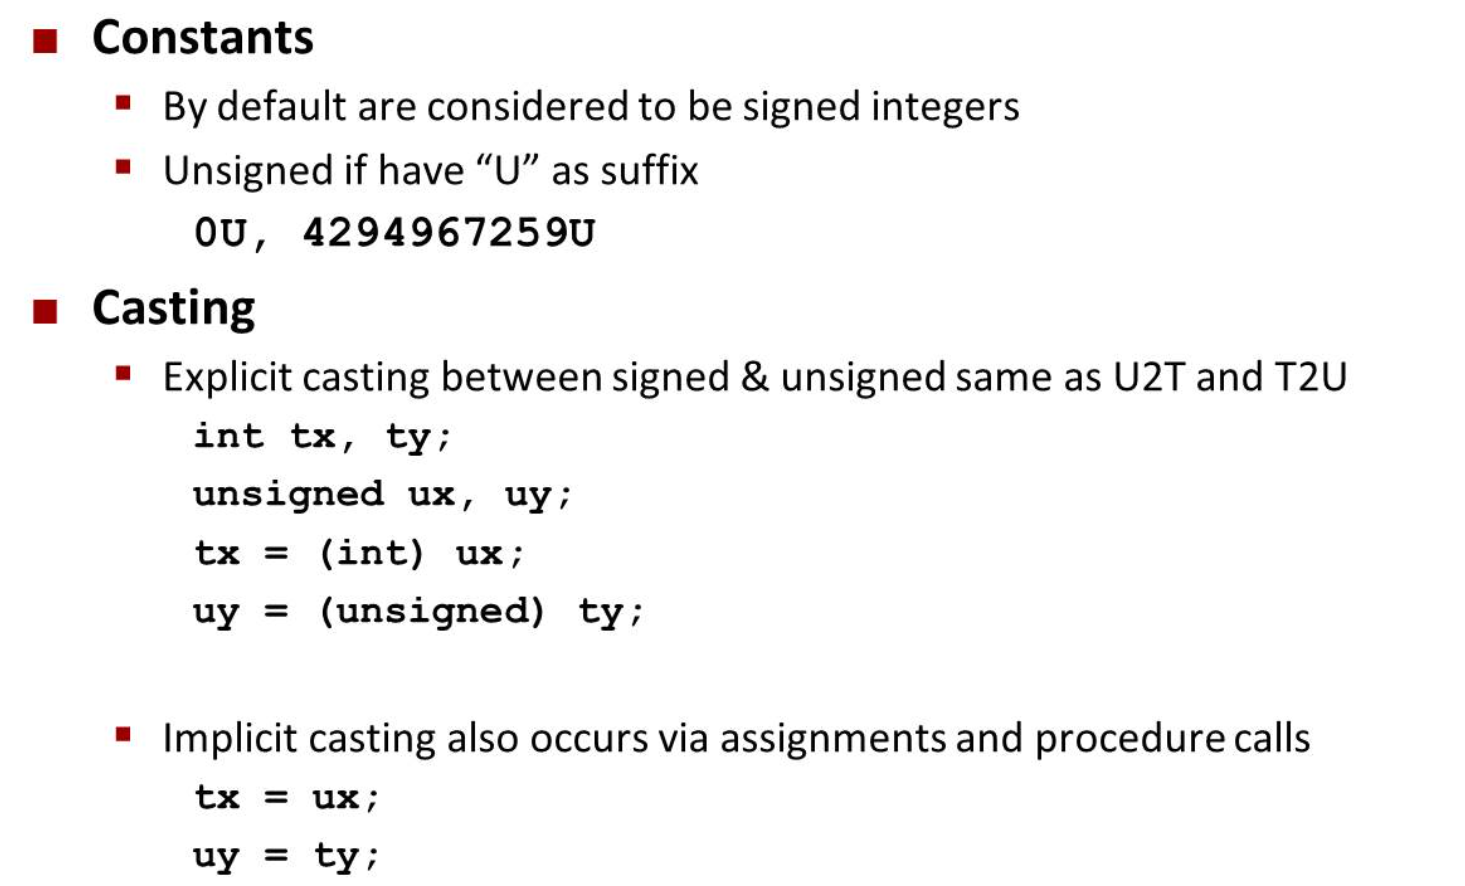 Constants
By default are considered to be signed integers
Unsigned if have “U” as suffix
0U, 4294967259U
Casting
Explicit casting between signed & unsigned same as U2T and T2U
int tx, ty;
unsigned ux, uy;
tx = (int) ux;
uy = (unsigned) ty;
Implicit casting also occurs via assignments and procedure calls
tx = ux;
uy = ty;